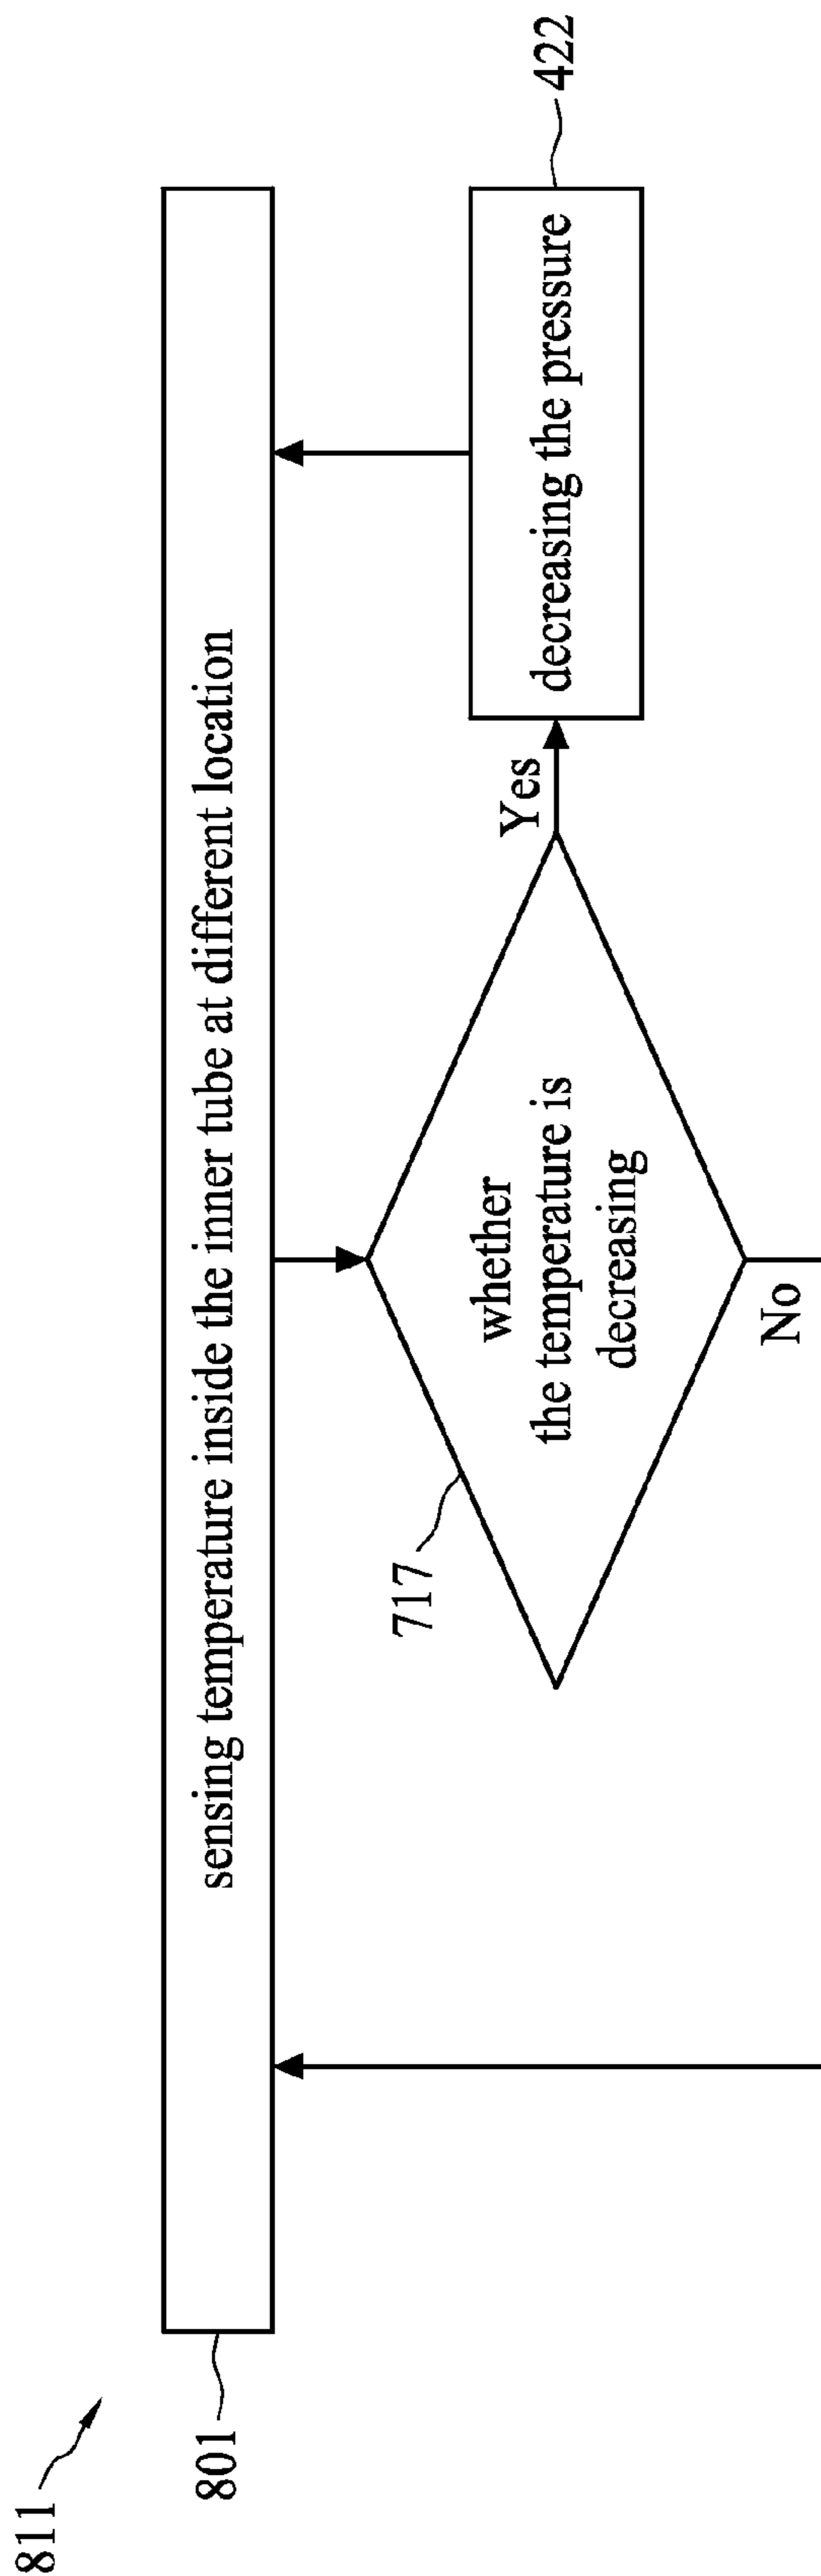 811
801
sensing temperature inside the inner tube at different location
717
whether
the temperature is
decreasing
Yes
decreasing the pressure
422
No